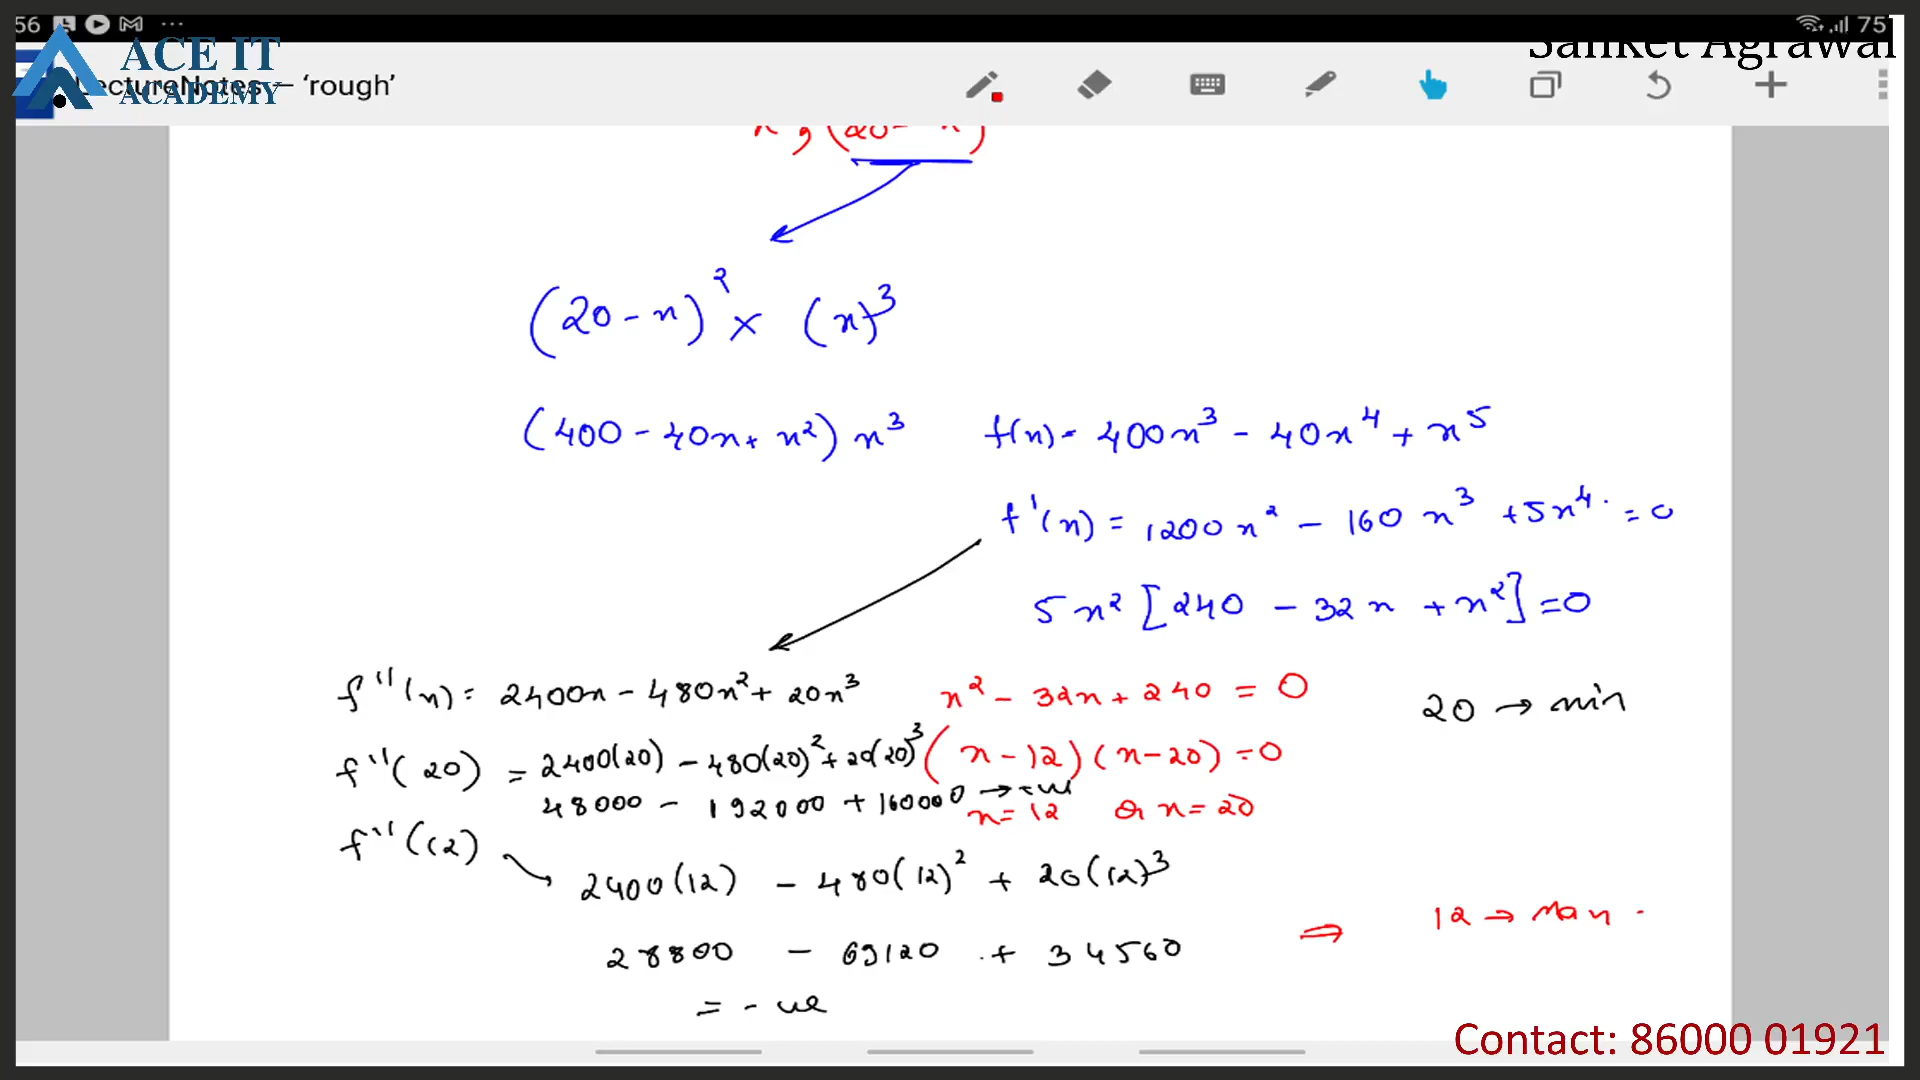 56 ... 75
ACE IT
ACADEMY
LectureNotes – ‘rough’
Sanket Agrawal
x, (20 - x)
(20 - x)² × (x)³
(400 - 40x + x²) x³
f(x) = 400x³ - 40x⁴ + x⁵
f'(x) = 1200x² - 160x³ + 5x⁴ = 0
5x² [240 - 32x + x²] = 0
f''(x) = 2400x - 480x² + 20x³
x² - 32x + 240 = 0
20 → min
f''(20) = 2400(20) - 480(20)² + 20(20)³
(x - 12)(x - 20) = 0
48000 - 192000 + 160000 → +ve
x = 12 or x = 20
f''(12)
2400(12) - 480(12)² + 20(12)³
⇒ 12 → Max
28800 - 69120 + 34560
= - ve
Contact: 86000 01921